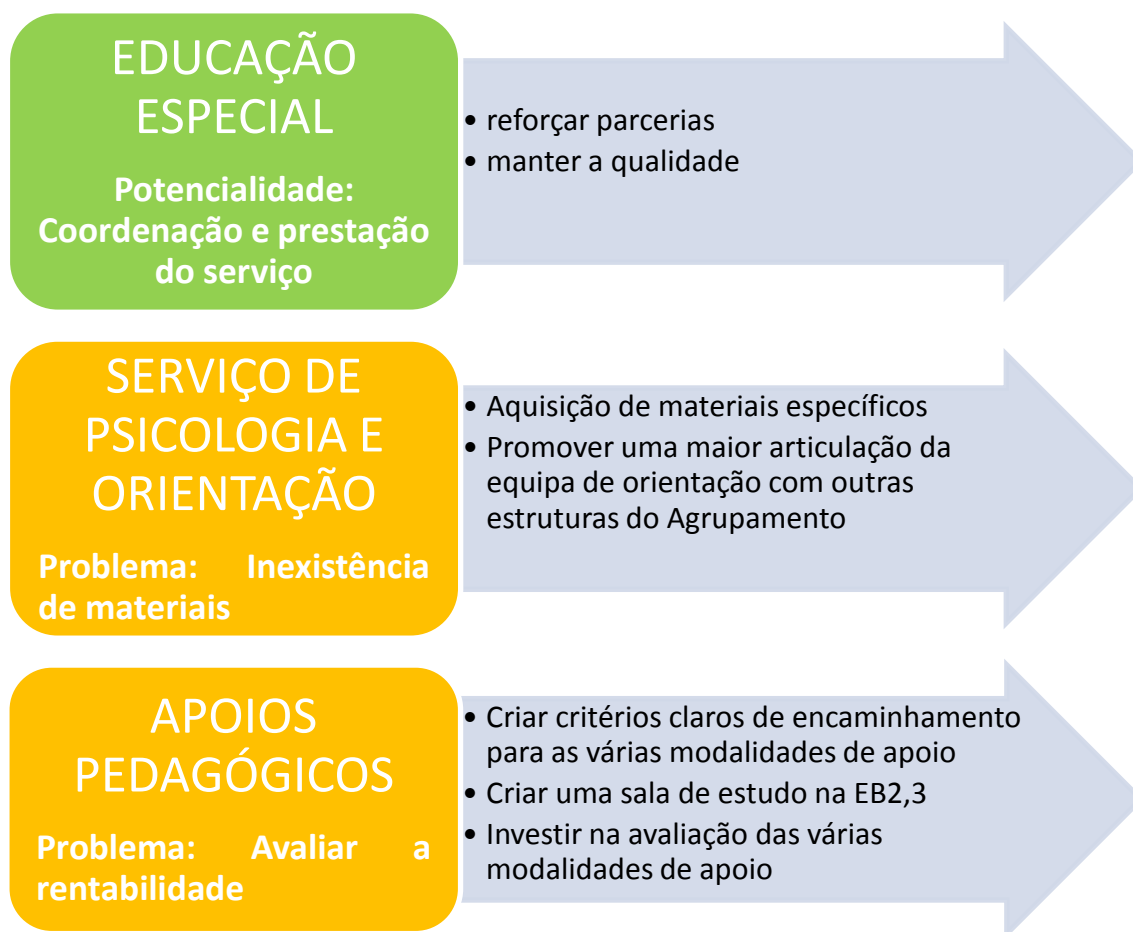 EDUCAÇÃO
ESPECIAL
Potencialidade:
Coordenação e prestação
do serviço
• reforçar parcerias
• manter a qualidade
SERVIÇO DE
PSICOLOGIA E
ORIENTAÇÃO
Problema: Inexistência
de materiais
• Aquisição de materiais específicos
• Promover uma maior articulação da
equipa de orientação com outras
estruturas do Agrupamento
APOIOS
PEDAGÓGICOS
Problema: Avaliar a
rentabilidade
• Criar critérios claros de encaminhamento
para as várias modalidades de apoio
• Criar uma sala de estudo na EB2,3
• Investir na avaliação das várias
modalidades de apoio